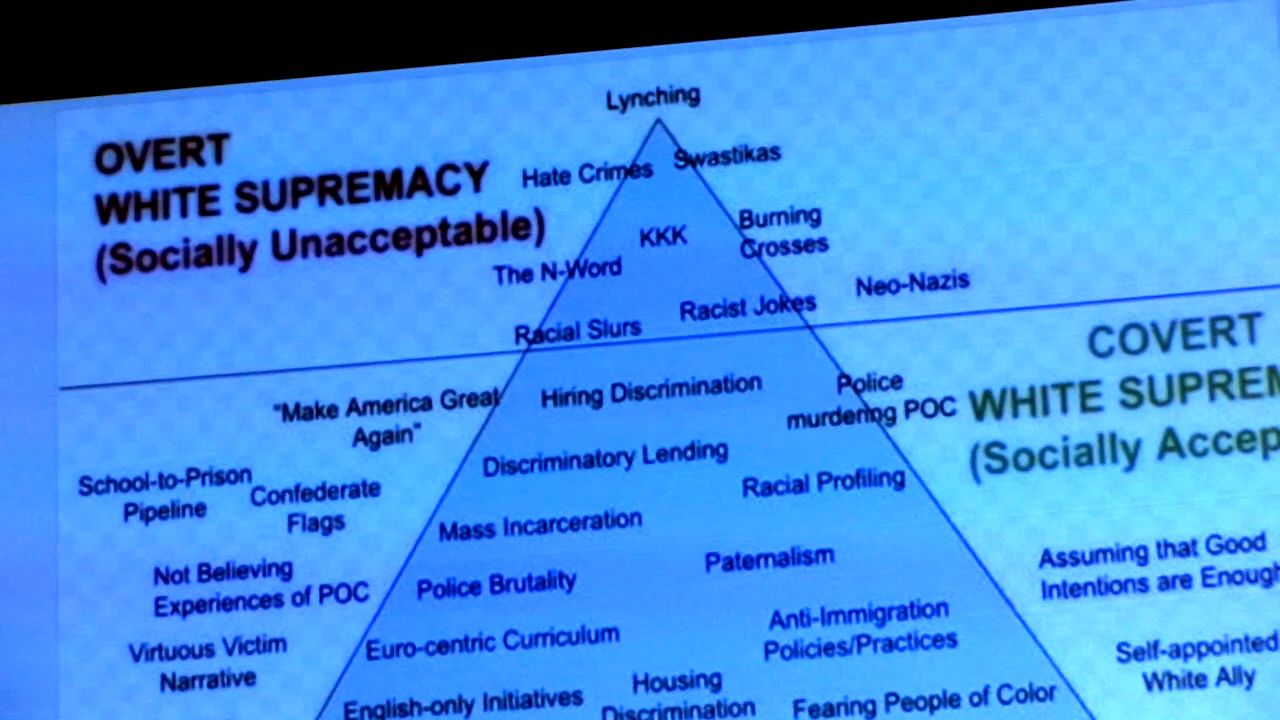 Lynching
OVERT
WHITE SUPREMACY
(Socially Unacceptable)
Hate Crimes
Swastikas
KKK
Burning
Crosses
The N-Word
Neo-Nazis
Racist Jokes
Racial Slurs
COVERT
WHITE
(Socially
"Make America Great
Again"
Hiring Discrimination
Police
murdering POC
School-to-Prison
Pipeline
Confederate
Flags
Discriminatory Lending
Racial Profiling
Mass Incarceration
Paternalism
Assuming that Good
Intentions are Enough
Not Believing
Experiences of POC
Police Brutality
Anti-Immigration
Policies/Practices
Virtuous Victim
Narrative
Euro-centric Curriculum
Self-appointed
White Ally
English-only Initiatives
Housing
Discrimination
Fearing People of Color